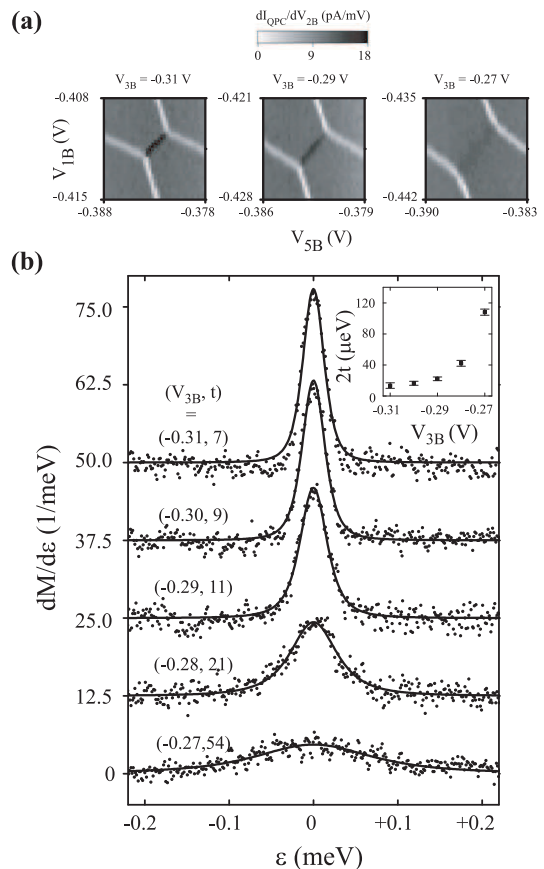 (a)
dI_QPC/dV_2B (pA/mV)
0 9 18
V_3B = -0.31 V V_3B = -0.29 V V_3B = -0.27 V
-0.408 -0.421 -0.435
V_1B (V)
-0.415 -0.428 -0.442
-0.388 -0.378 -0.386 -0.379 -0.390 -0.383
V_5B (V)
(b)
75.0
62.5
50.0
37.5
25.0
12.5
0
dM/dε (1/meV)
(V_3B, t)
=
(-0.31, 7)
(-0.30, 9)
(-0.29, 11)
(-0.28, 21)
(-0.27,54)
120
80
40
0
2t (μeV)
-0.31 -0.29 -0.27
V_3B (V)
-0.2 -0.1 0 +0.1 +0.2
ε (meV)